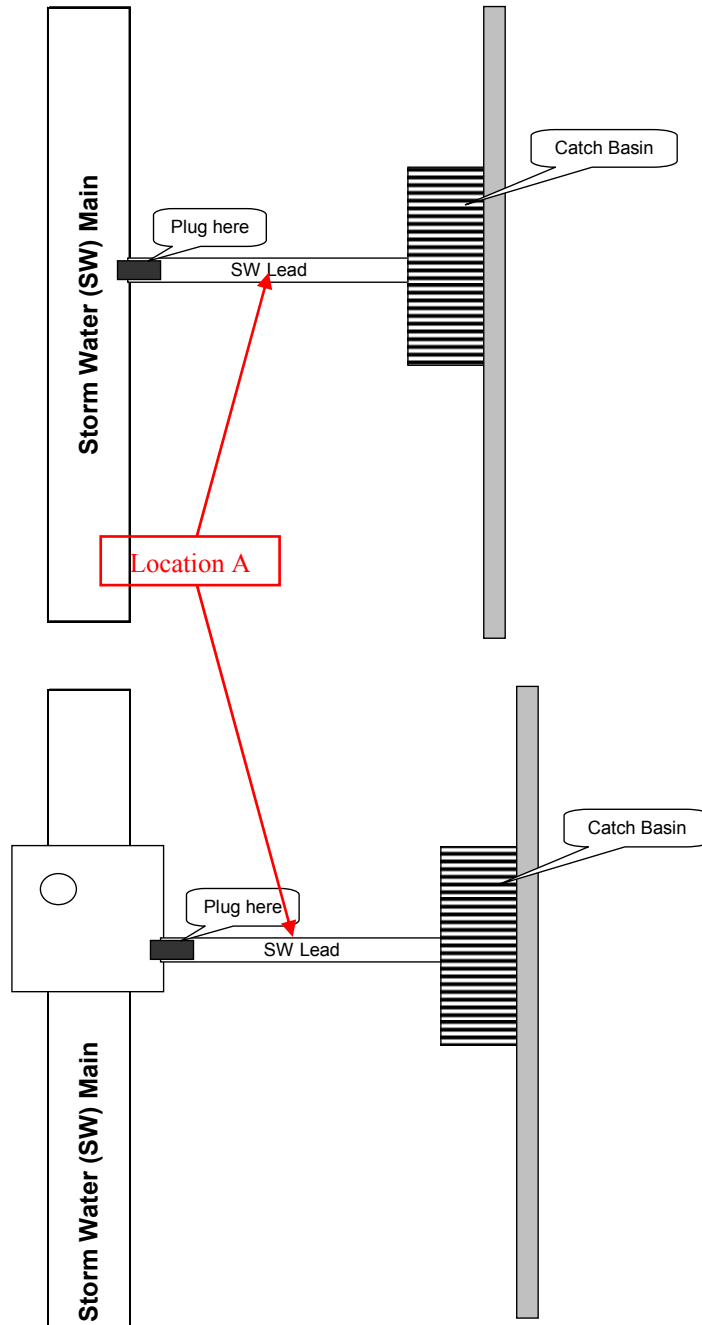 Catch Basin
Plug here
Storm Water (SW) Main
SW Lead
Location A
Catch Basin
Plug here
SW Lead
Storm Water (SW) Main